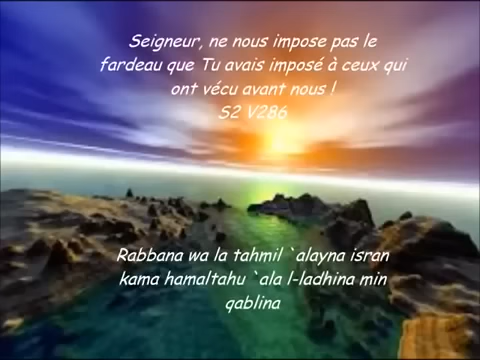 Seigneur, ne nous impose pas le
fardeau que Tu avais imposé à ceux qui
ont vécu avant nous !
S2 V286
Rabbana wa la tahmil `alayna isran
kama hamaltahu `ala l-ladhina min
qablina